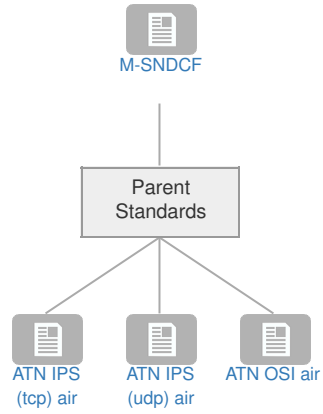 M-SNDCF
Parent
Standards
ATN IPS
(tcp) air
ATN IPS
(udp) air
ATN OSI air